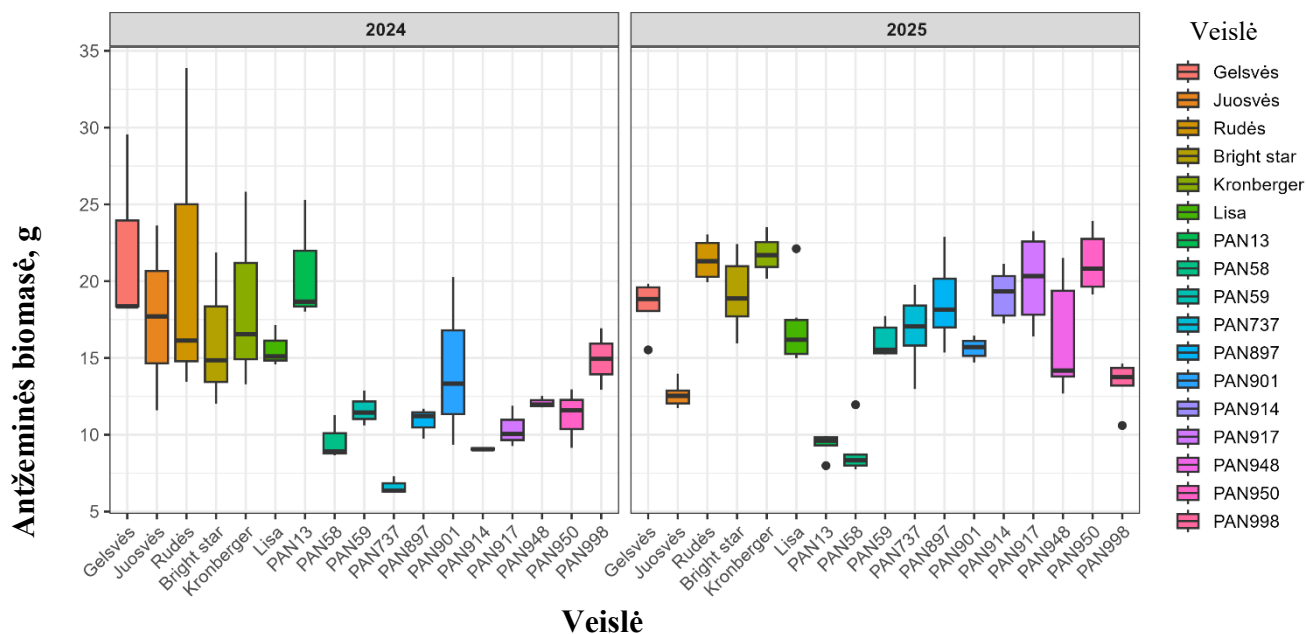 2024
2025
Veislė
Gelsvės
Juosvės
Rudės
Bright star
Kronberger
Lisa
PAN13
PAN58
PAN59
PAN737
PAN897
PAN901
PAN914
PAN917
PAN948
PAN950
PAN998
Antžeminės biomasė, g
35
30
25
20
15
10
5
Gelsvės
Juosvės
Rudės
Bright star
Kronberger
Lisa
PAN13
PAN58
PAN59
PAN737
PAN897
PAN901
PAN914
PAN917
PAN948
PAN950
PAN998
Gelsvės
Juosvės
Rudės
Bright star
Kronberger
Lisa
PAN13
PAN58
PAN59
PAN737
PAN897
PAN901
PAN914
PAN917
PAN948
PAN950
PAN998
Veislė